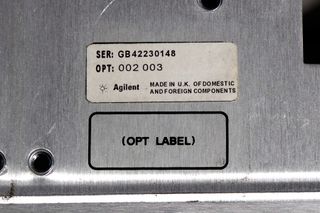 SER: GB42230148
OPT: 002 003
Agilent
MADE IN U.K. OF DOMESTIC
AND FOREIGN COMPONENTS
(OPT LABEL)